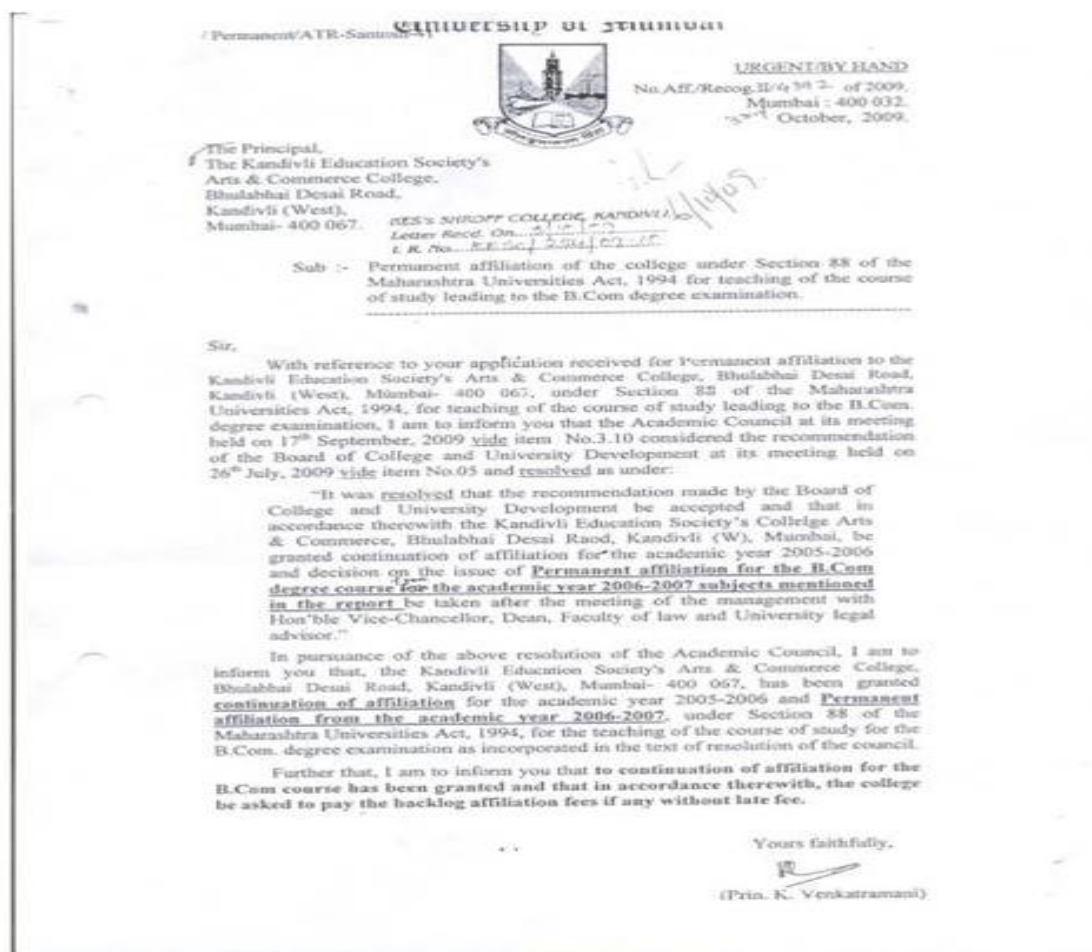 University of Mumbai
/ Permanent/ATR-Santosh-41
URGENT/BY HAND
No.Aff./Recog.II/ of 2009.
Mumbai : 400 032.
October, 2009.
The Principal,
The Kandivli Education Society's
Arts & Commerce College,
Bhulabhai Desai Road,
Kandivli (West),
Mumbai- 400 067.
KES's SHROFF COLLEGE, KANDIVLI
Letter Recd. On
I. R. No.
Sub :- Permanent affiliation of the college under Section 88 of the
Maharashtra Universities Act, 1994 for teaching of the course
of study leading to the B.Com degree examination.
Sir,
With reference to your application received for Permanent affiliation to the
Kandivli Education Society's Arts & Commerce College, Bhulabhai Desai Road,
Kandivli (West), Mumbai- 400 067, under Section 88 of the Maharashtra
Universities Act, 1994, for teaching of the course of study leading to the B.Com.
degree examination, I am to inform you that the Academic Council at its meeting
held on 17th September, 2009 vide item No.3.10 considered the recommendation
of the Board of College and University Development at its meeting held on
26th July, 2009 vide item No.05 and resolved as under:
"It was resolved that the recommendation made by the Board of
College and University Development be accepted and that in
accordance therewith the Kandivli Education Society's Collelge Arts
& Commerce, Bhulabhai Desai Raod, Kandivli (W), Mumbai, be
granted continuation of affiliation for the academic year 2005-2006
and decision on the issue of Permanent affiliation for the B.Com
degree course for the academic year 2006-2007 subjects mentioned
in the report be taken after the meeting of the management with
Hon'ble Vice-Chancellor, Dean, Faculty of law and University legal
advisor."
In pursuance of the above resolution of the Academic Council, I am to
inform you that, the Kandivli Education Society's Arts & Commerce College,
Bhulabhai Desai Road, Kandivli (West), Mumbai- 400 067, has been granted
continuation of affiliation for the academic year 2005-2006 and Permanent
affiliation from the academic year 2006-2007, under Section 88 of the
Maharashtra Universities Act, 1994, for the teaching of the course of study for the
B.Com. degree examination as incorporated in the text of resolution of the council.
Further that, I am to inform you that to continuation of affiliation for the
B.Com course has been granted and that in accordance therewith, the college
be asked to pay the backlog affiliation fees if any without late fee.
Yours faithfully,
(Prin. K. Venkatramani)